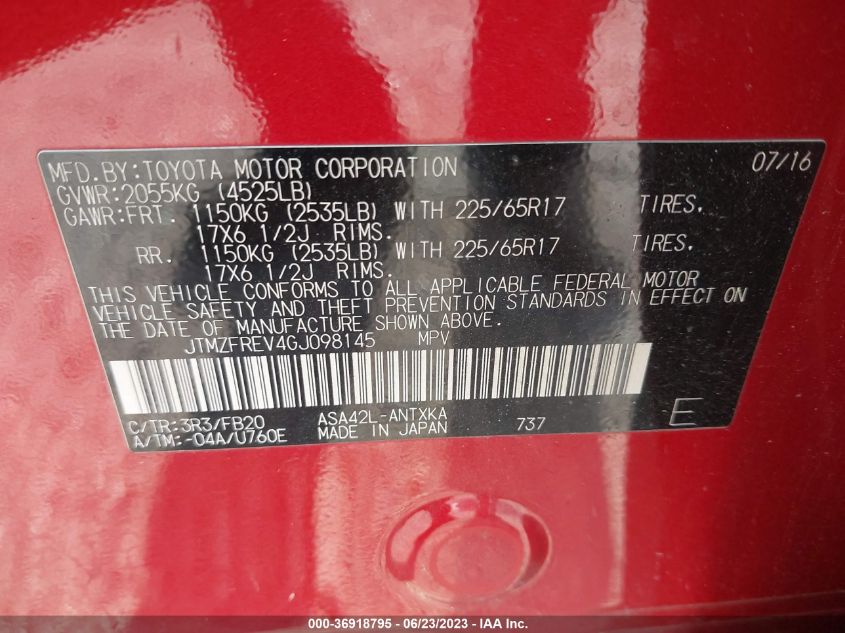 MFD.BY:TOYOTA MOTOR CORPORATION 07/16
GVWR:2055KG (4525LB)
GAWR:FRT. 1150KG (2535LB) WITH 225/65R17 TIRES.
17X6 1/2J RIMS.
RR. 1150KG (2535LB) WITH 225/65R17 TIRES.
17X6 1/2J RIMS.
THIS VEHICLE CONFORMS TO ALL APPLICABLE FEDERAL MOTOR
VEHICLE SAFETY AND THEFT PREVENTION STANDARDS IN EFFECT ON
THE DATE OF MANUFACTURE SHOWN ABOVE.
JTMZFREV4GJ098145 MPV
C/TR:3R3/FB20 ASA42L-ANTXKA
A/TM:-04A/U760E MADE IN JAPAN 737 E
000-36918795 - 06/23/2023 - IAA Inc.